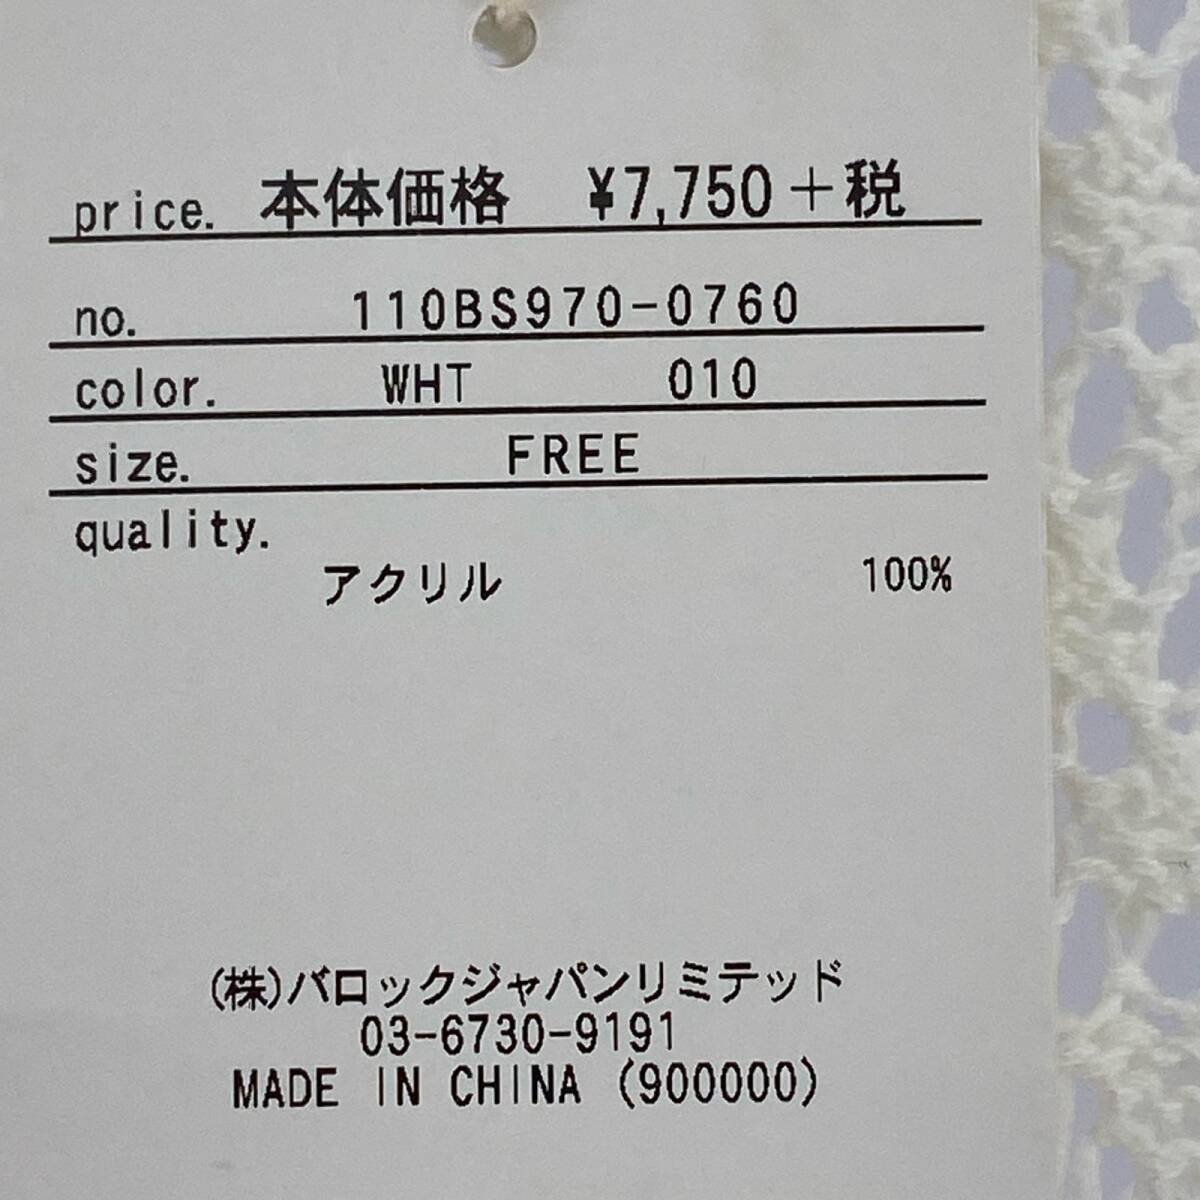 price. 本体価格 ¥7,750＋税
no. 110BS970-0760
color. WHT 010
size. FREE
quality.
アクリル 100%
(株)バロックジャパンリミテッド
03-6730-9191
MADE IN CHINA (900000)